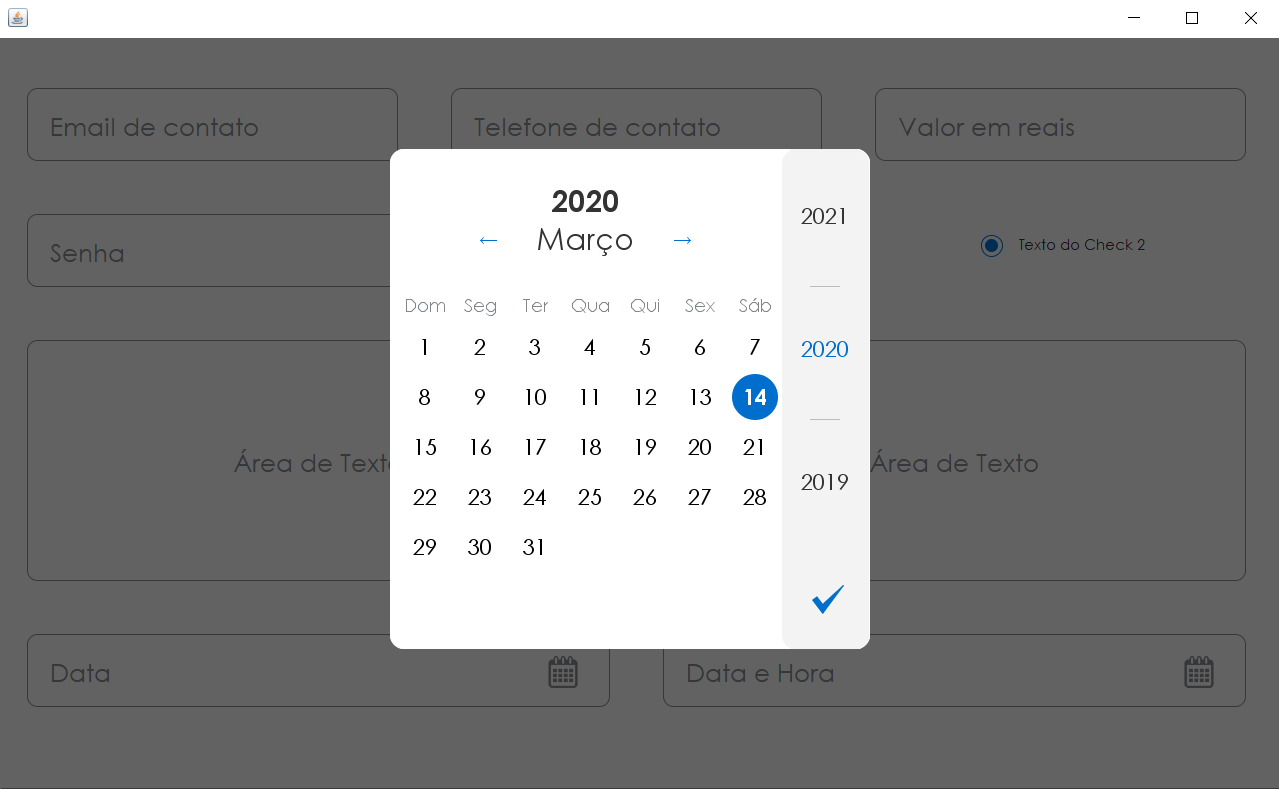 Email de contato
Telefone de contato
Valor em reais
Senha
Texto do Check 2
2020
← Março →
Dom Seg Ter Qua Qui Sex Sáb
1 2 3 4 5 6 7
8 9 10 11 12 13 14
15 16 17 18 19 20 21
22 23 24 25 26 27 28
29 30 31
2021
2020
2019
Área de Texto
Área de Texto
Data
Data e Hora